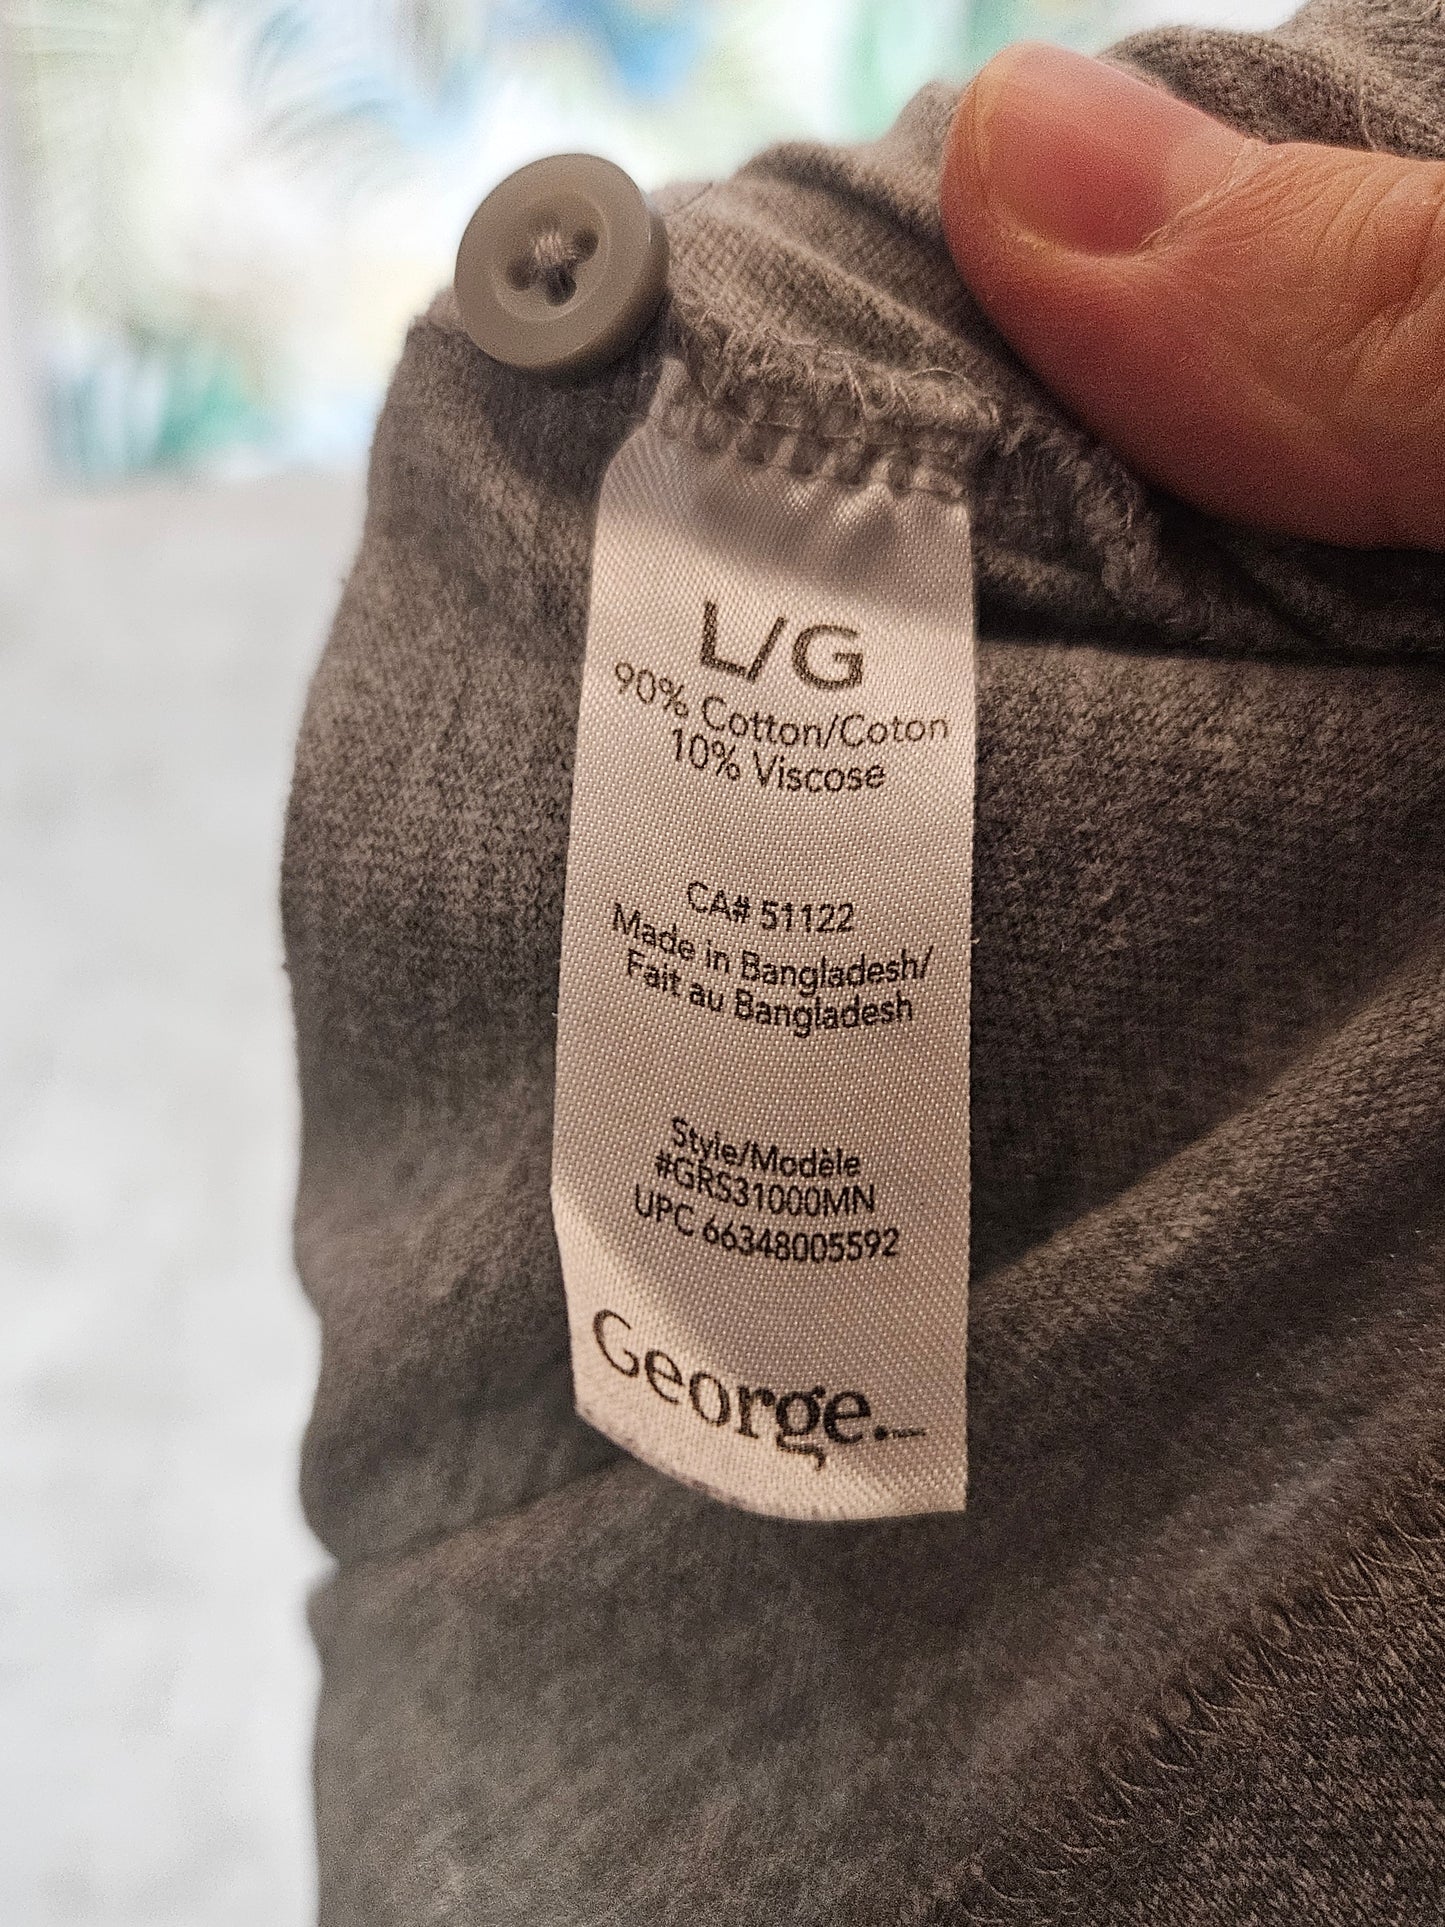 L/G
90% Cotton/Coton
10% Viscose
CA# 51122
Made in Bangladesh/
Fait au Bangladesh
Style/Modèle
#GRS31000MN
UPC 66348005592
George.